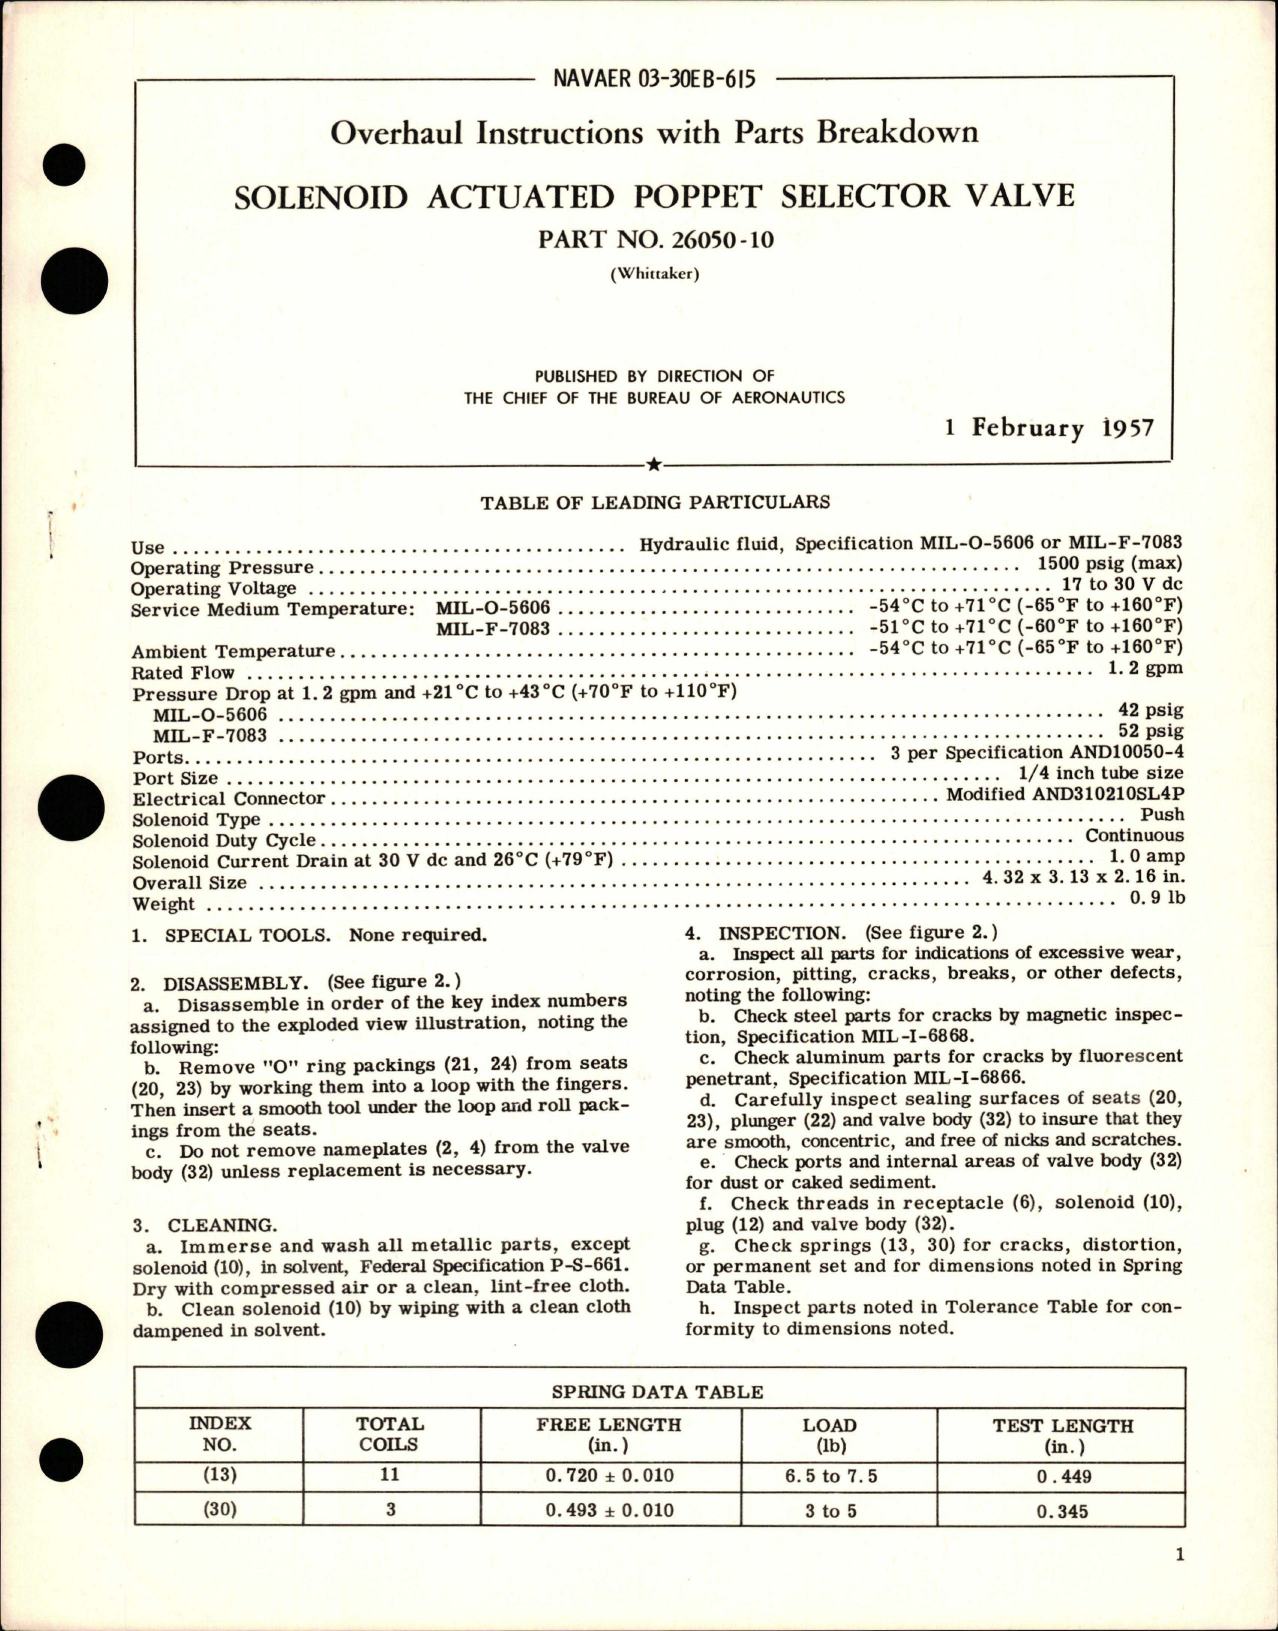 NAVAER 03-30EB-615
Overhaul Instructions with Parts Breakdown
SOLENOID ACTUATED POPPET SELECTOR VALVE
PART NO. 26050-10
(Whittaker)
PUBLISHED BY DIRECTION OF
THE CHIEF OF THE BUREAU OF AERONAUTICS
1 February 1957
TABLE OF LEADING PARTICULARS
Use ........ Hydraulic fluid, Specification MIL-O-5606 or MIL-F-7083
Operating Pressure ........ 1500 psig (max)
Operating Voltage ........ 17 to 30 V dc
Service Medium Temperature: MIL-O-5606 ........ -54°C to +71°C (-65°F to +160°F)
MIL-F-7083 ........ -51°C to +71°C (-60°F to +160°F)
Ambient Temperature ........ -54°C to +71°C (-65°F to +160°F)
Rated Flow ........ 1.2 gpm
Pressure Drop at 1.2 gpm and +21°C to +43°C (+70°F to +110°F)
MIL-O-5606 ........ 42 psig
MIL-F-7083 ........ 52 psig
Ports ........ 3 per Specification AND10050-4
Port Size ........ 1/4 inch tube size
Electrical Connector ........ Modified AND310210SL4P
Solenoid Type ........ Push
Solenoid Duty Cycle ........ Continuous
Solenoid Current Drain at 30 V dc and 26°C (+79°F) ........ 1.0 amp
Overall Size ........ 4.32 x 3.13 x 2.16 in.
Weight ........ 0.9 lb
1. SPECIAL TOOLS. None required.
2. DISASSEMBLY. (See figure 2.)
a. Disassemble in order of the key index numbers
assigned to the exploded view illustration, noting the
following:
b. Remove "O" ring packings (21, 24) from seats
(20, 23) by working them into a loop with the fingers.
Then insert a smooth tool under the loop and roll pack-
ings from the seats.
c. Do not remove nameplates (2, 4) from the valve
body (32) unless replacement is necessary.
3. CLEANING.
a. Immerse and wash all metallic parts, except
solenoid (10), in solvent, Federal Specification P-S-661.
Dry with compressed air or a clean, lint-free cloth.
b. Clean solenoid (10) by wiping with a clean cloth
dampened in solvent.
4. INSPECTION. (See figure 2.)
a. Inspect all parts for indications of excessive wear,
corrosion, pitting, cracks, breaks, or other defects,
noting the following:
b. Check steel parts for cracks by magnetic inspec-
tion, Specification MIL-I-6868.
c. Check aluminum parts for cracks by fluorescent
penetrant, Specification MIL-I-6866.
d. Carefully inspect sealing surfaces of seats (20,
23), plunger (22) and valve body (32) to insure that they
are smooth, concentric, and free of nicks and scratches.
e. Check ports and internal areas of valve body (32)
for dust or caked sediment.
f. Check threads in receptacle (6), solenoid (10),
plug (12) and valve body (32).
g. Check springs (13, 30) for cracks, distortion,
or permanent set and for dimensions noted in Spring
Data Table.
h. Inspect parts noted in Tolerance Table for con-
formity to dimensions noted.
SPRING DATA TABLE
INDEX NO. TOTAL COILS FREE LENGTH (in.) LOAD (lb) TEST LENGTH (in.)
(13) 11 0.720 ± 0.010 6.5 to 7.5 0.449
(30) 3 0.493 ± 0.010 3 to 5 0.345
1